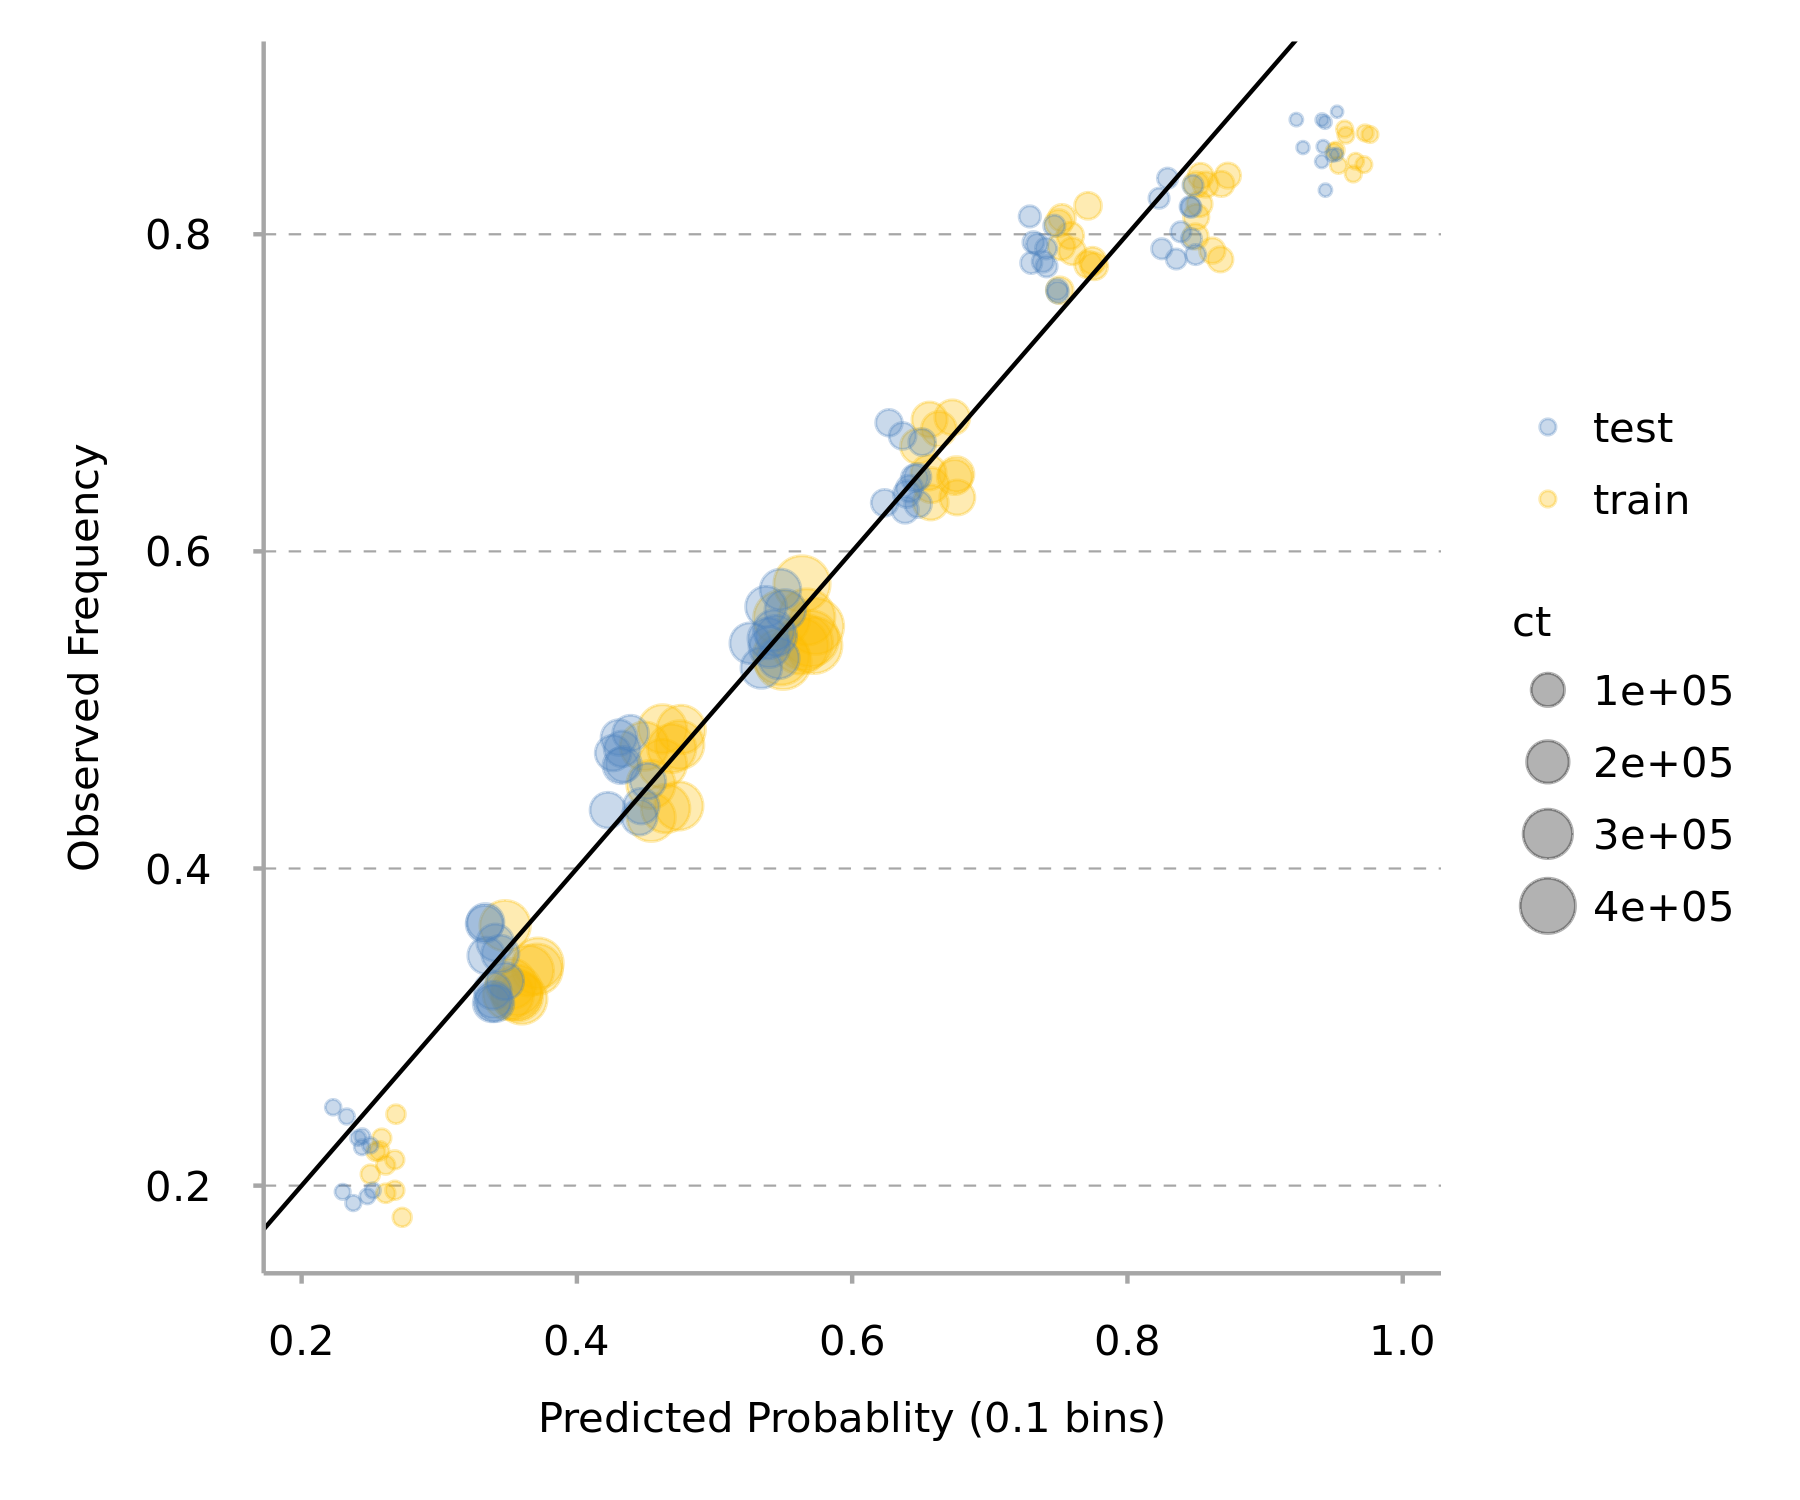 0.8
0.6
0.4
0.2
Observed Frequency
0.2 0.4 0.6 0.8 1.0
Predicted Probablity (0.1 bins)
test
train
ct
1e+05
2e+05
3e+05
4e+05